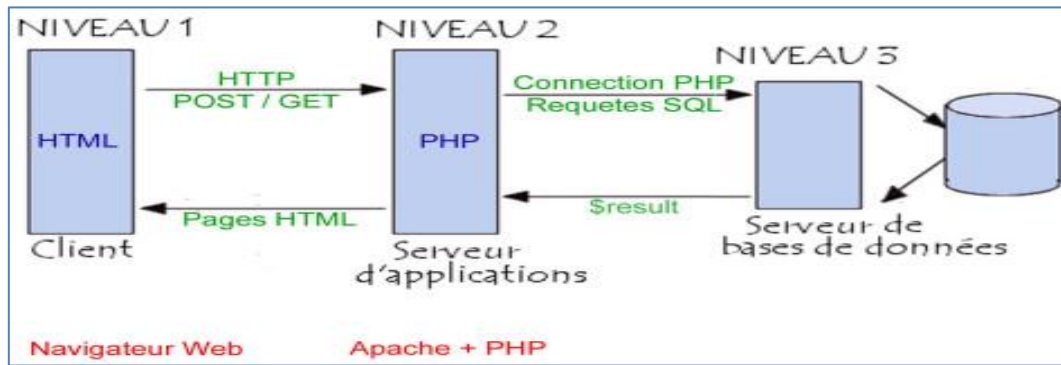 NIVEAU 1
NIVEAU 2
NIVEAU 3
HTTP
POST / GET
Connection PHP
Requetes SQL
HTML
PHP
Pages HTML
$result
Client
Serveur
d'applications
Serveur de
bases de données
Navigateur Web
Apache + PHP